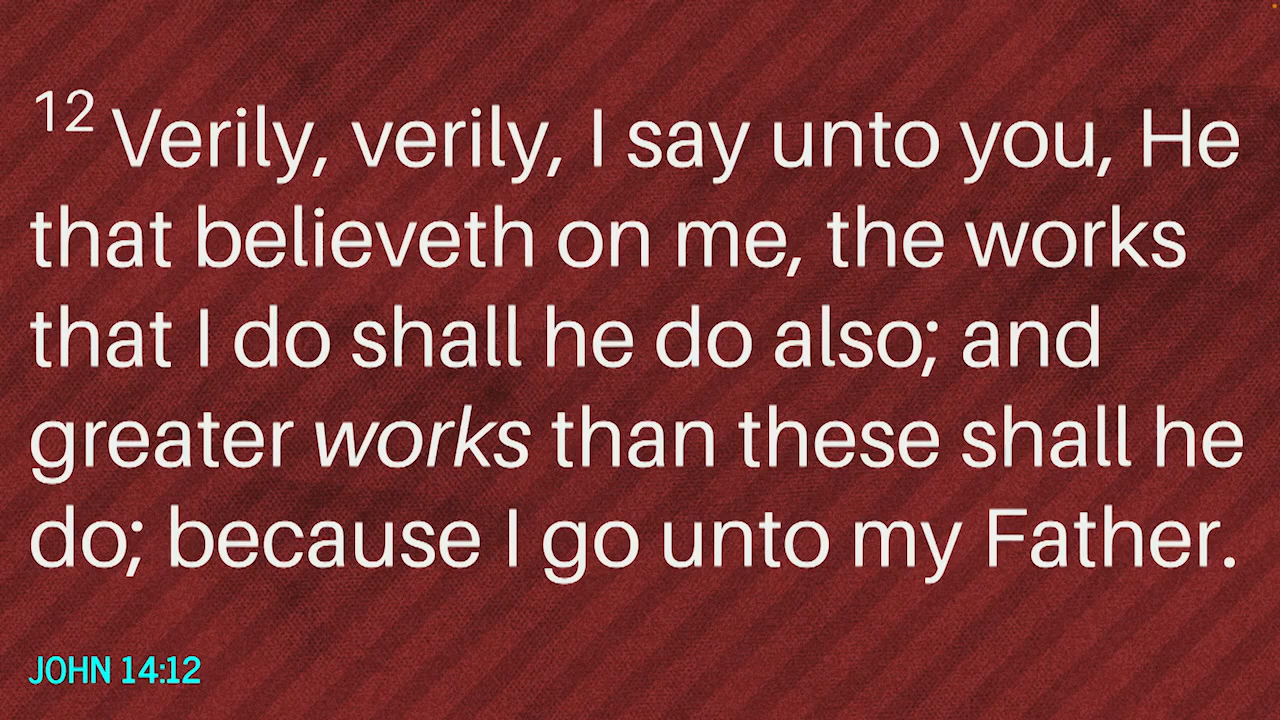 12 Verily, verily, I say unto you, He
that believeth on me, the works
that I do shall he do also; and
greater works than these shall he
do; because I go unto my Father.
JOHN 14:12